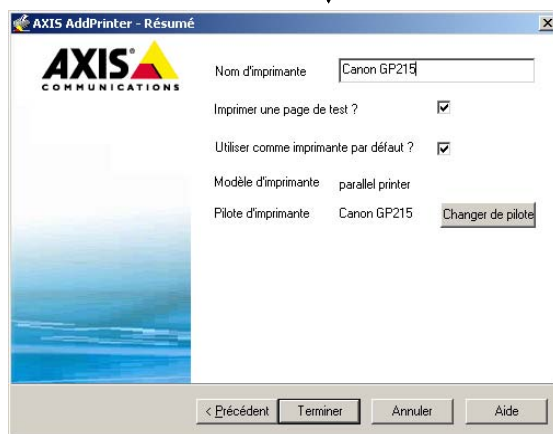 AXIS AddPrinter - Résumé
AXIS
COMMUNICATIONS
Nom d'imprimante Canon GP215
Imprimer une page de test ?
Utiliser comme imprimante par défaut ?
Modèle d'imprimante parallel printer
Pilote d'imprimante Canon GP215 Changer de pilote
< Précédent Terminer Annuler Aide